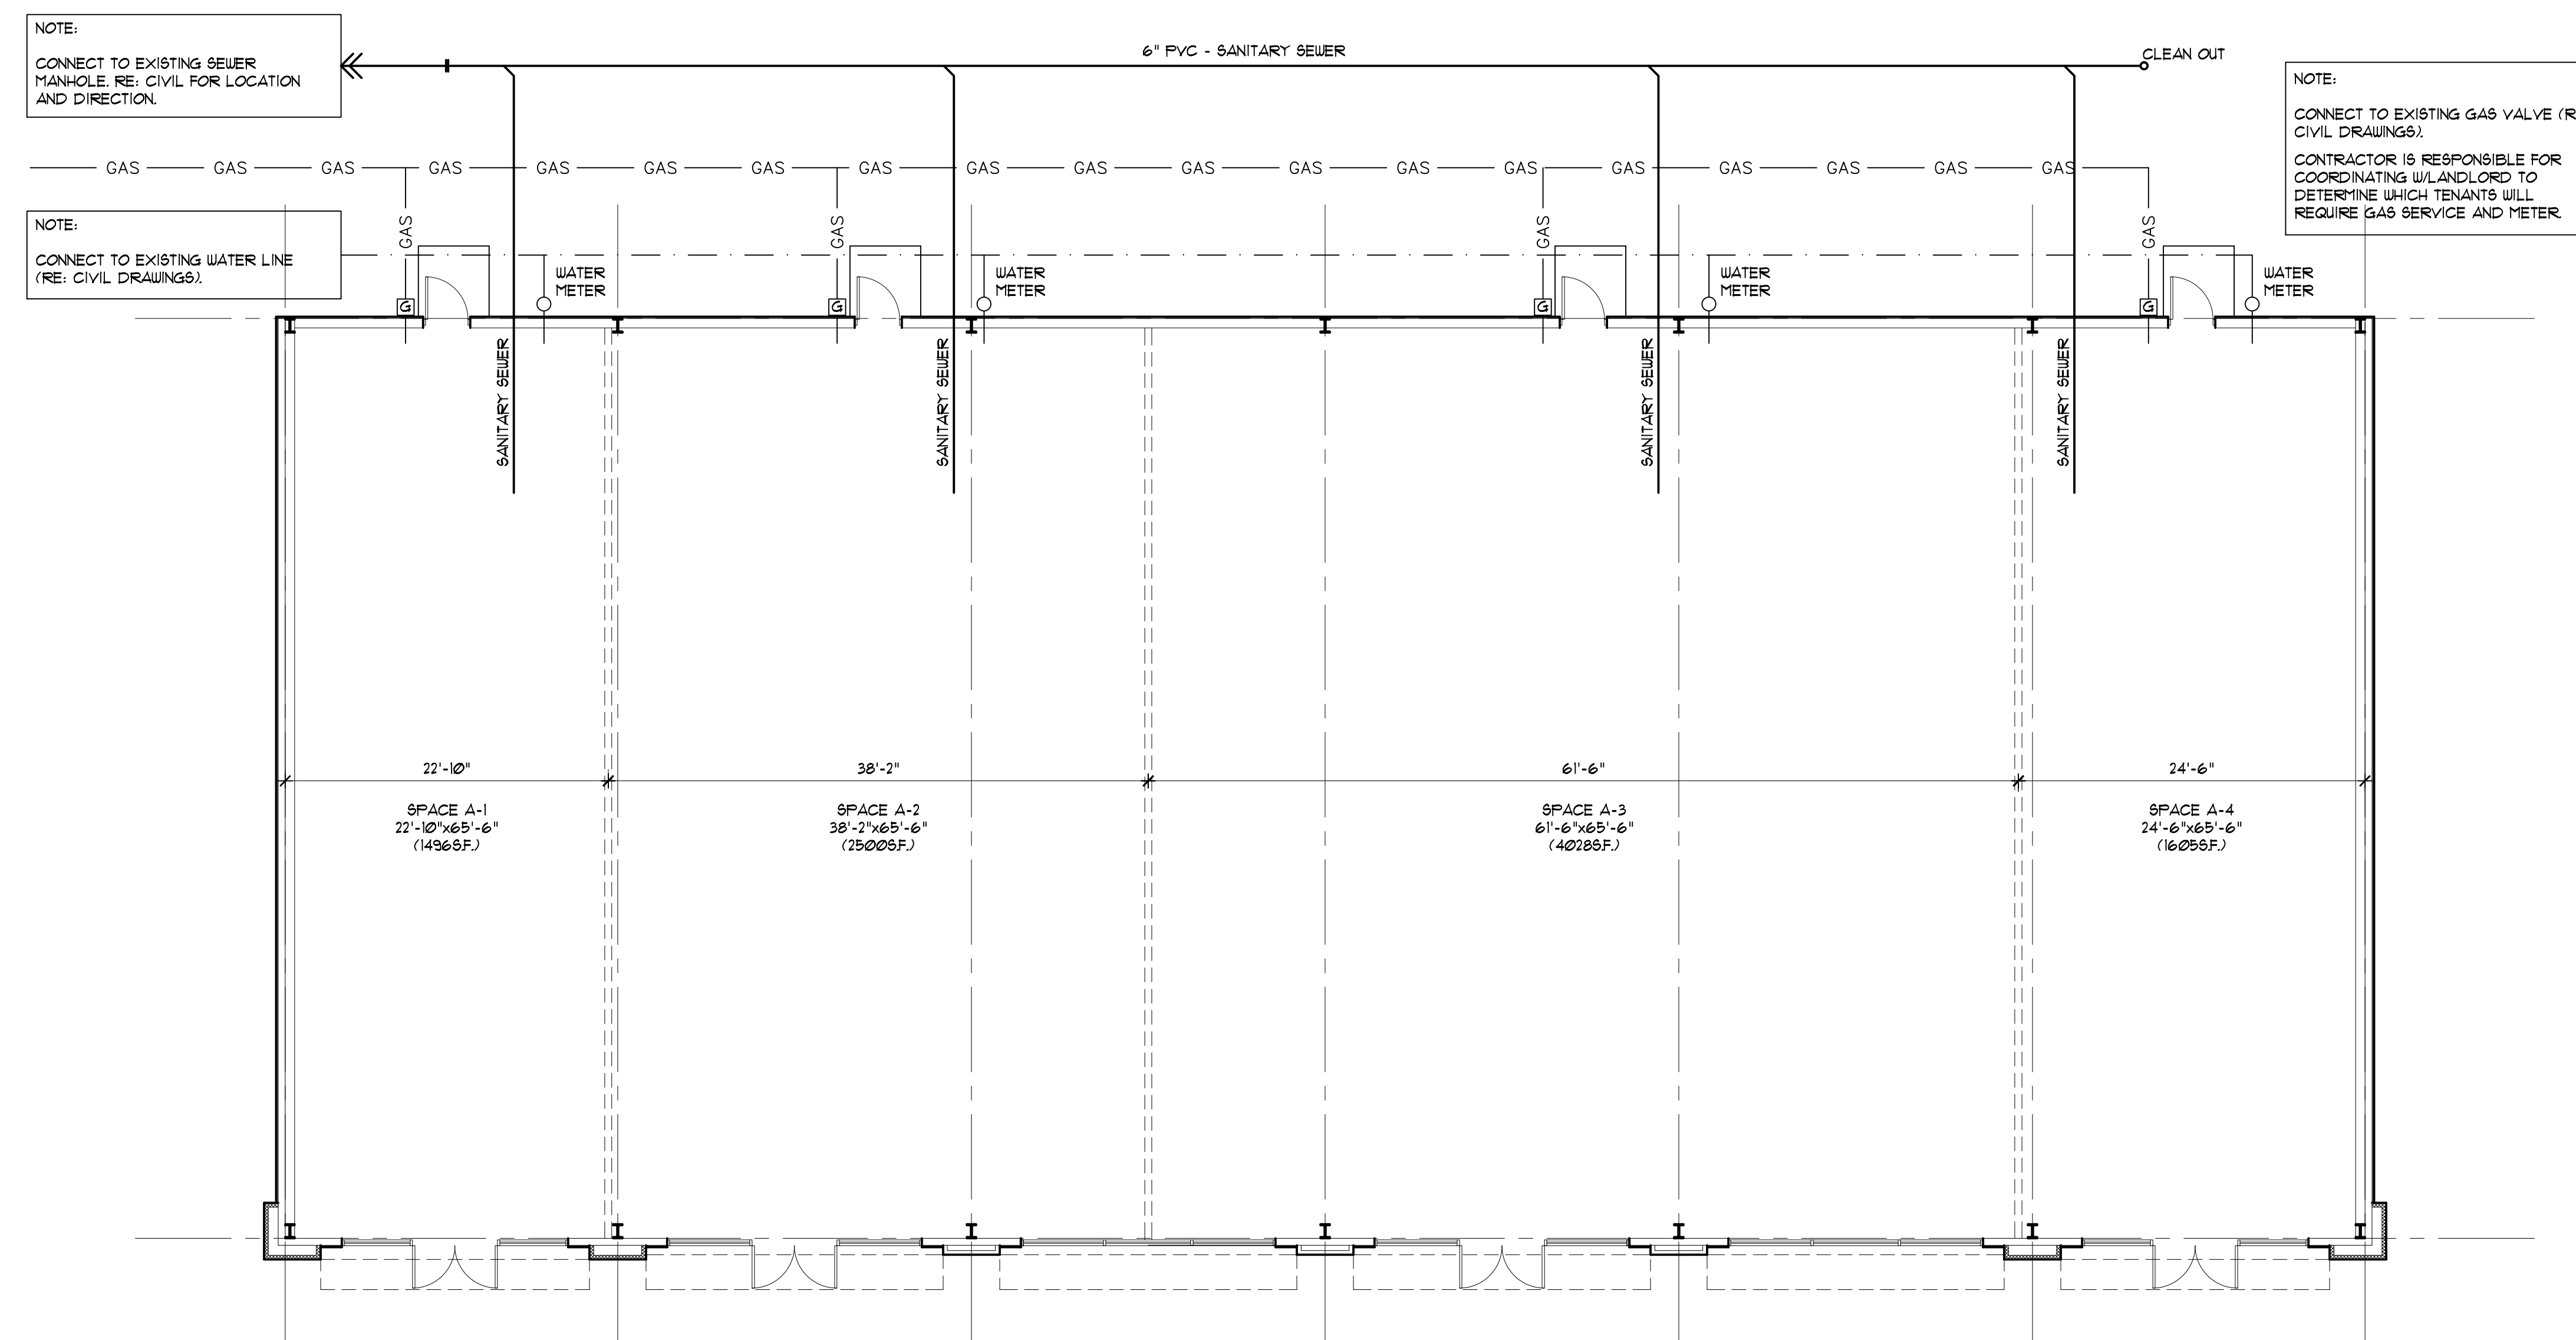 NOTE:
CONNECT TO EXISTING SEWER
MANHOLE. RE: CIVIL FOR LOCATION
AND DIRECTION.
6" PVC - SANITARY SEWER
CLEAN OUT
NOTE:
CONNECT TO EXISTING GAS VALVE (R
CIVIL DRAWINGS).
CONTRACTOR IS RESPONSIBLE FOR
COORDINATING W/LANDLORD TO
DETERMINE WHICH TENANTS WILL
REQUIRE GAS SERVICE AND METER.
GAS GAS GAS GAS GAS GAS GAS GAS GAS GAS GAS GAS GAS GAS GAS GAS GAS GAS GAS
NOTE:
CONNECT TO EXISTING WATER LINE
(RE: CIVIL DRAWINGS).
GAS
GAS
GAS
GAS
WATER
METER
WATER
METER
WATER
METER
WATER
METER
G
G
G
G
SANITARY SEWER
SANITARY SEWER
SANITARY SEWER
SANITARY SEWER
22'-10"
38'-2"
61'-6"
24'-6"
SPACE A-1
22'-10"x65'-6"
(1496S.F.)
SPACE A-2
38'-2"x65'-6"
(2500S.F.)
SPACE A-3
61'-6"x65'-6"
(4028S.F.)
SPACE A-4
24'-6"x65'-6"
(1605S.F.)